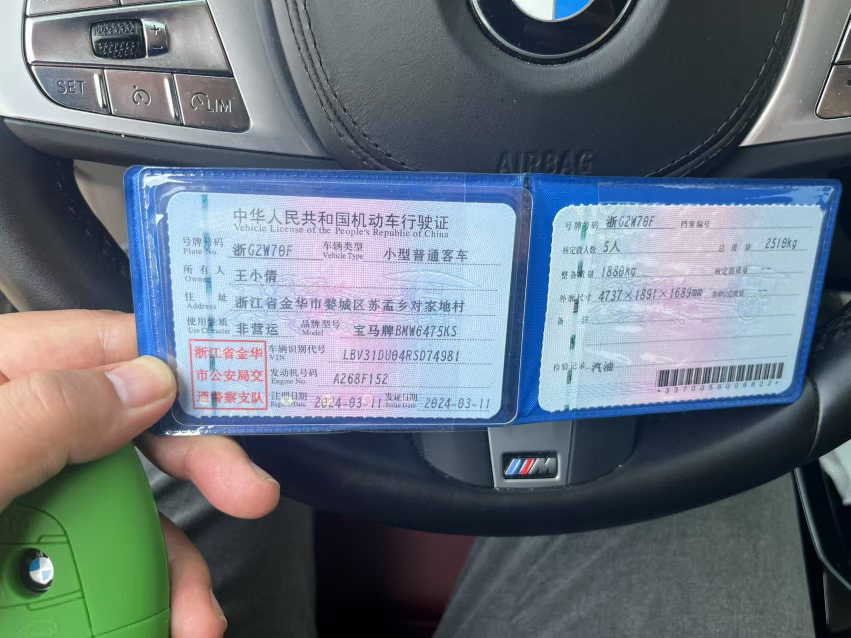 SET
LIM
AIRBAG
中华人民共和国机动车行驶证
Vehicle License of the People's Republic of China
号牌号码 浙G2W70F 车辆类型 小型普通客车
Plate No. Vehicle Type
所有人 王小倩
Owner
住址 浙江省金华市婺城区苏孟乡对家地村
Address
使用性质 非营运 品牌型号 宝马牌BMW6475KS
Use Character Model
浙江省金华
市公安局交
通警察支队
车辆识别代号 LBV31DU04RSD74981
VIN
发动机号码 A268F152
Engine No.
注册日期 2024-03-11 发证日期 2024-03-11
Register Date Issue Date
号牌号码 浙G2W70F 档案编号
核定载人数 5人 总质量 2510kg
整备质量 1880kg 核定载质量
外廓尺寸 4737×1891×1689mm
备注
检验记录 汽油
M